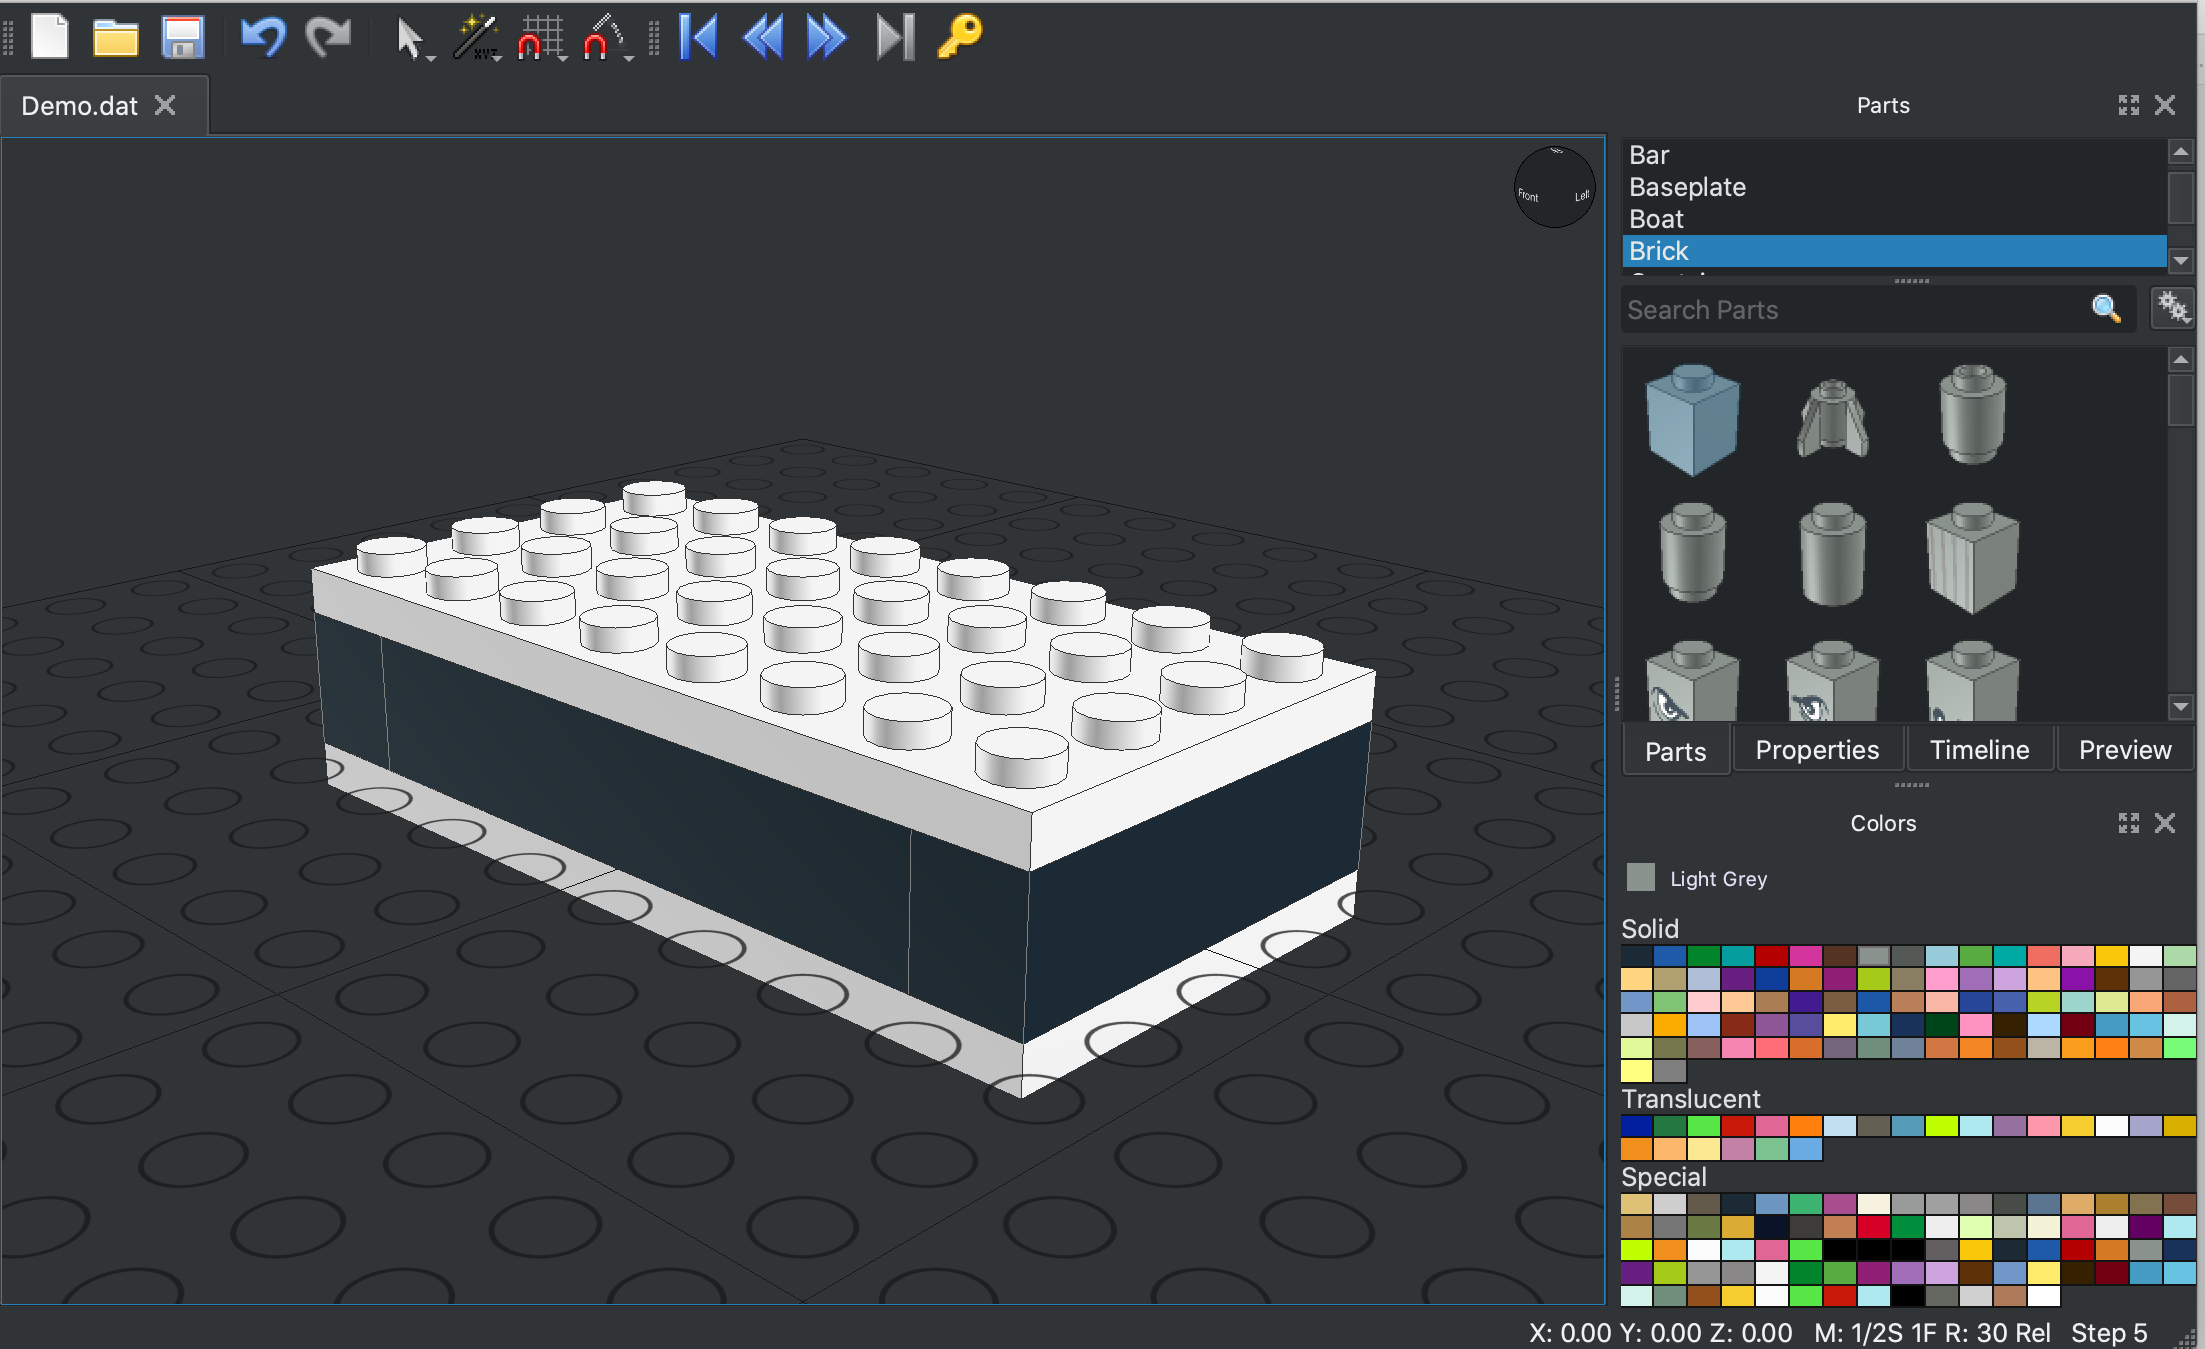 Demo.dat
Front
Left
Parts
Bar
Baseplate
Boat
Brick
Search Parts
Parts
Properties
Timeline
Preview
Colors
Light Grey
Solid
Translucent
Special
X: 0.00 Y: 0.00 Z: 0.00 M: 1/2S 1F R: 30 Rel Step 5